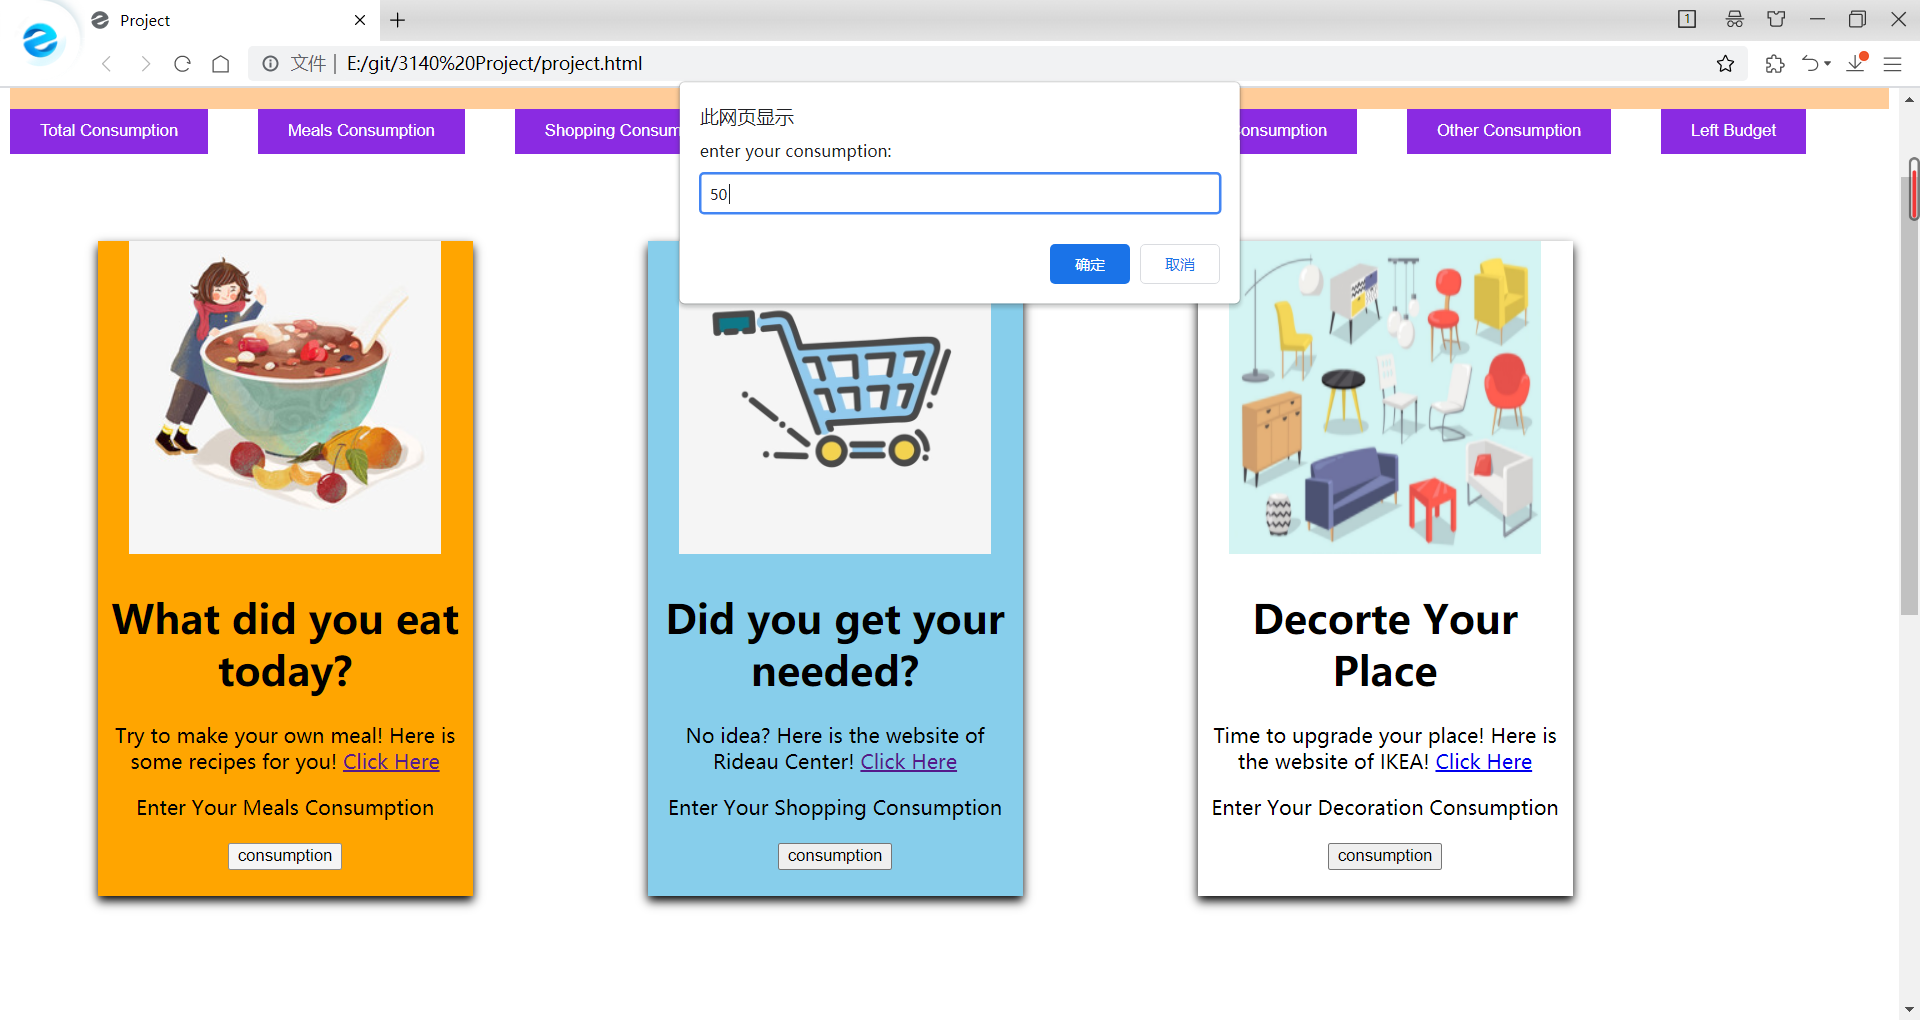 Project
1
文件 | E:/git/3140%20Project/project.html
此网页显示
enter your consumption:
50
确定
取消
Total Consumption
Meals Consumption
Shopping Consum
onsumption
Other Consumption
Left Budget
What did you eat
today?
Try to make your own meal! Here is
some recipes for you! Click Here
Enter Your Meals Consumption
consumption
Did you get your
needed?
No idea? Here is the website of
Rideau Center! Click Here
Enter Your Shopping Consumption
consumption
Decorte Your
Place
Time to upgrade your place! Here is
the website of IKEA! Click Here
Enter Your Decoration Consumption
consumption